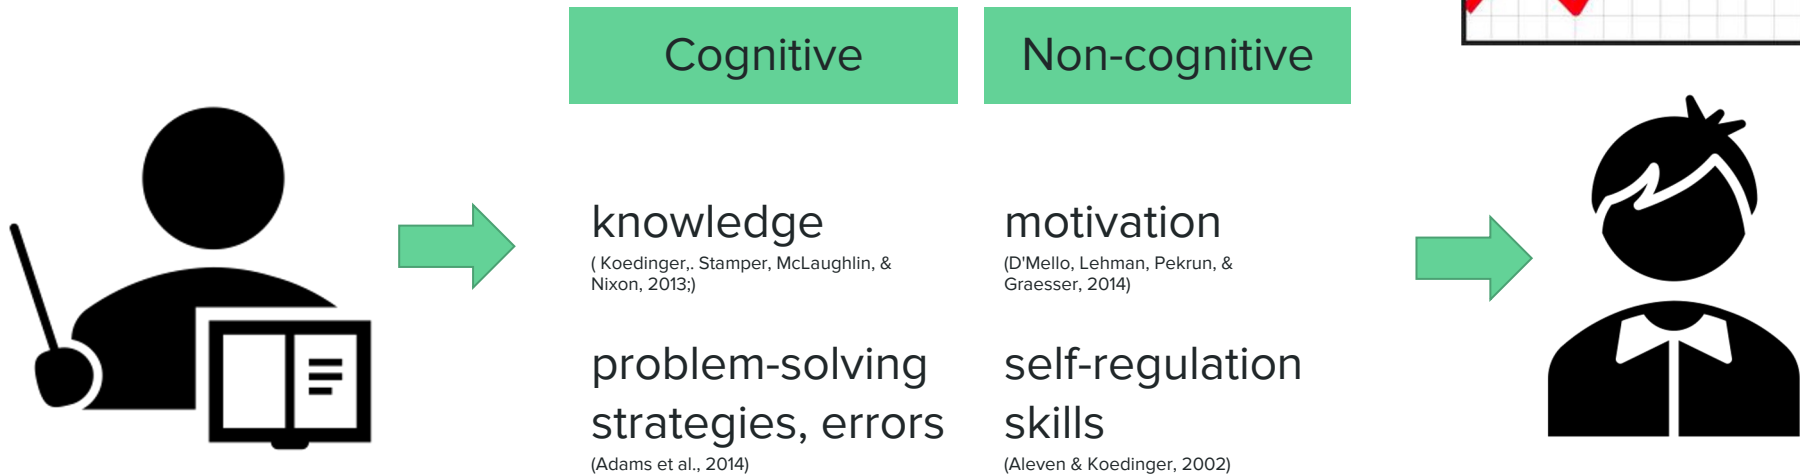 Cognitive
Non-cognitive
knowledge
( Koedinger,. Stamper, McLaughlin, &
Nixon, 2013;)
problem-solving
strategies, errors
(Adams et al., 2014)
motivation
(D'Mello, Lehman, Pekrun, &
Graesser, 2014)
self-regulation
skills
(Aleven & Koedinger, 2002)